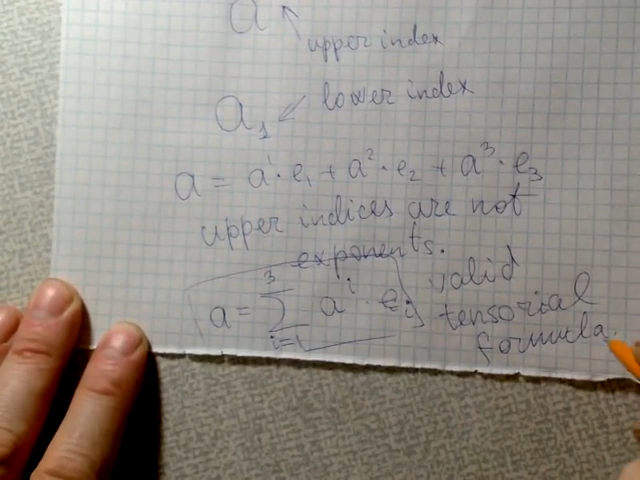 a
upper index
a₁ lower index
a = a¹·e₁ + a²·e₂ + a³·e₃
upper indices are not
exponents.
a = ∑ᵢ₌₁³ aⁱ·eᵢ valid
tensorial
formula.